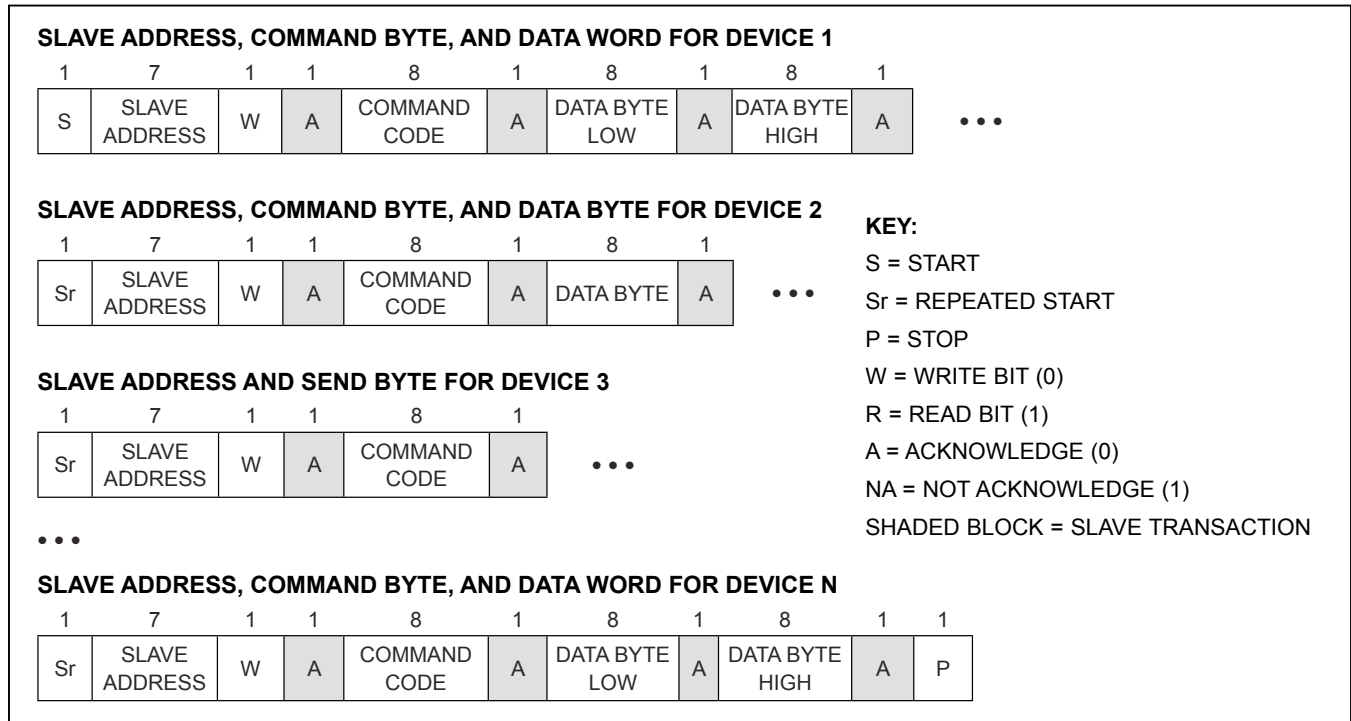 SLAVE ADDRESS, COMMAND BYTE, AND DATA WORD FOR DEVICE 1
1 7 1 1 8 1 8 1 8 1
S SLAVE ADDRESS W A COMMAND CODE A DATA BYTE LOW A DATA BYTE HIGH A •••
SLAVE ADDRESS, COMMAND BYTE, AND DATA BYTE FOR DEVICE 2
1 7 1 1 8 1 8 1
Sr SLAVE ADDRESS W A COMMAND CODE A DATA BYTE A •••
SLAVE ADDRESS AND SEND BYTE FOR DEVICE 3
1 7 1 1 8 1
Sr SLAVE ADDRESS W A COMMAND CODE A •••
•••
SLAVE ADDRESS, COMMAND BYTE, AND DATA WORD FOR DEVICE N
1 7 1 1 8 1 8 1 8 1 1
Sr SLAVE ADDRESS W A COMMAND CODE A DATA BYTE LOW A DATA BYTE HIGH A P
KEY:
S = START
Sr = REPEATED START
P = STOP
W = WRITE BIT (0)
R = READ BIT (1)
A = ACKNOWLEDGE (0)
NA = NOT ACKNOWLEDGE (1)
SHADED BLOCK = SLAVE TRANSACTION